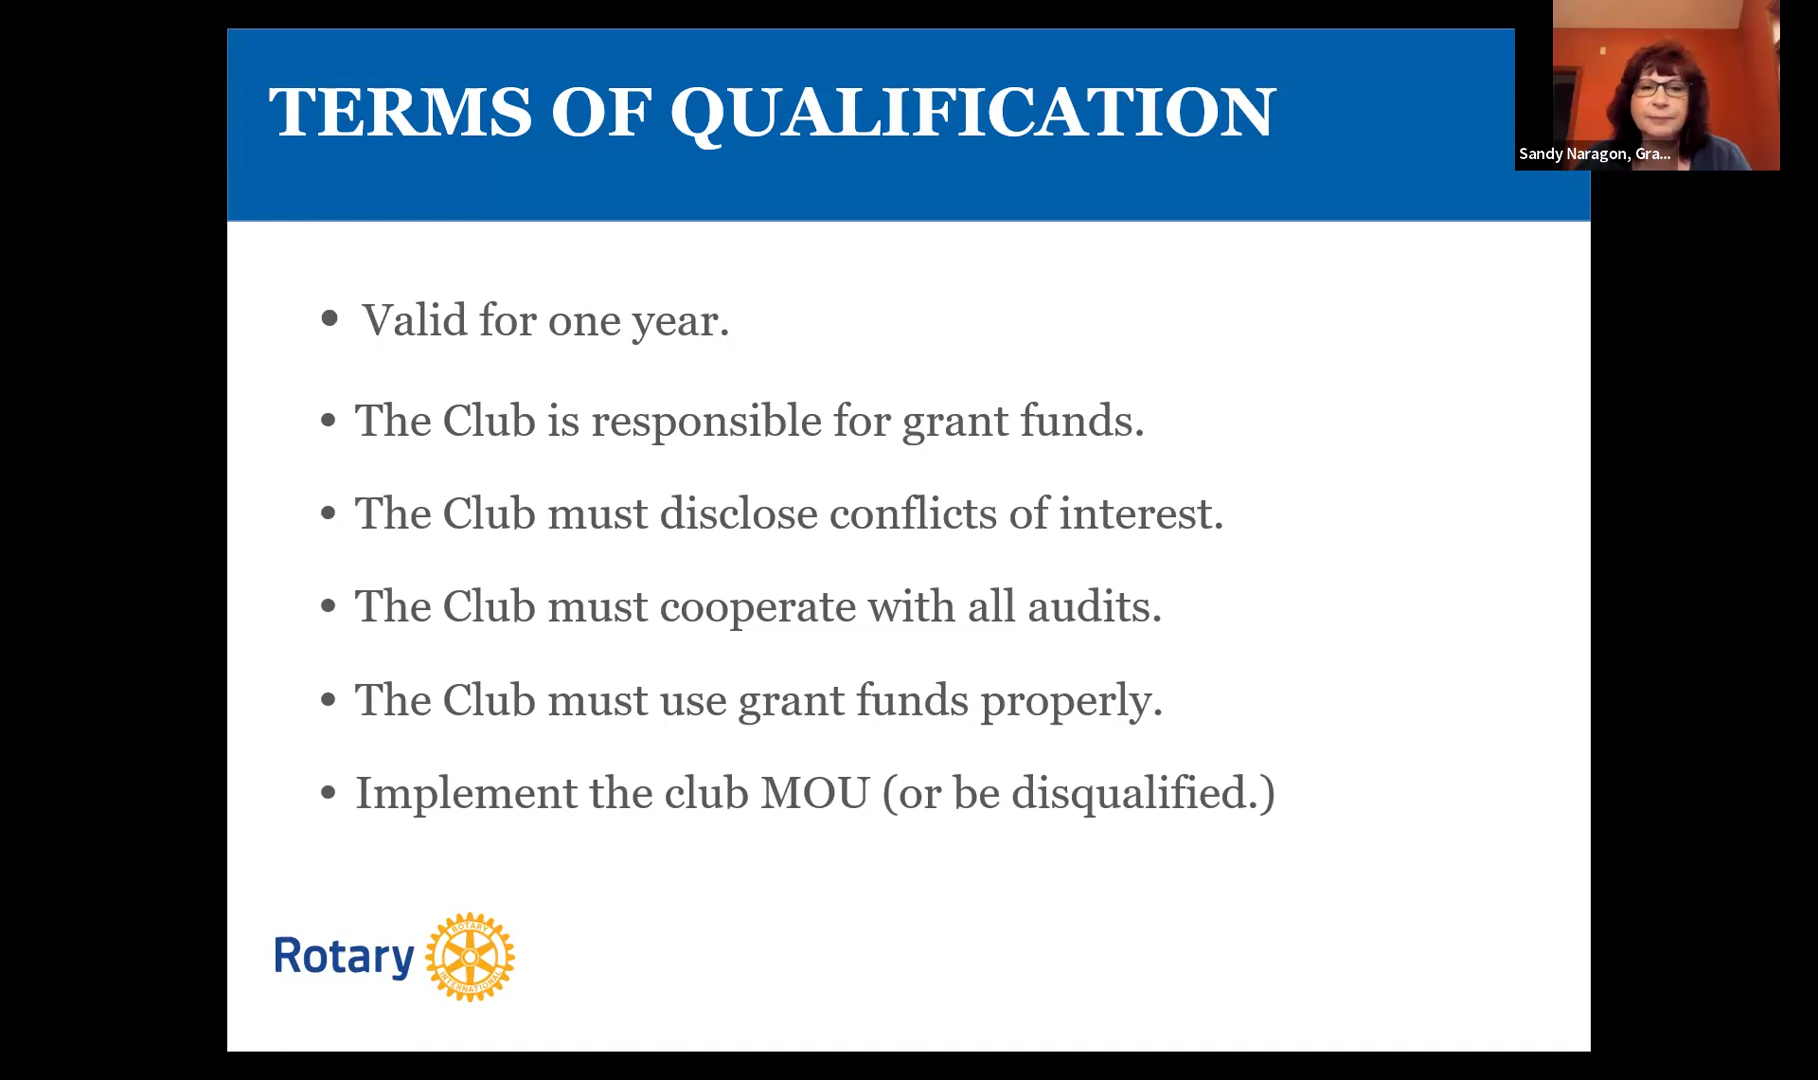 TERMS OF QUALIFICATION
Sandy Naragon, Gra...
• Valid for one year.
• The Club is responsible for grant funds.
• The Club must disclose conflicts of interest.
• The Club must cooperate with all audits.
• The Club must use grant funds properly.
• Implement the club MOU (or be disqualified.)
Rotary
ROTARY
INTERNATIONAL